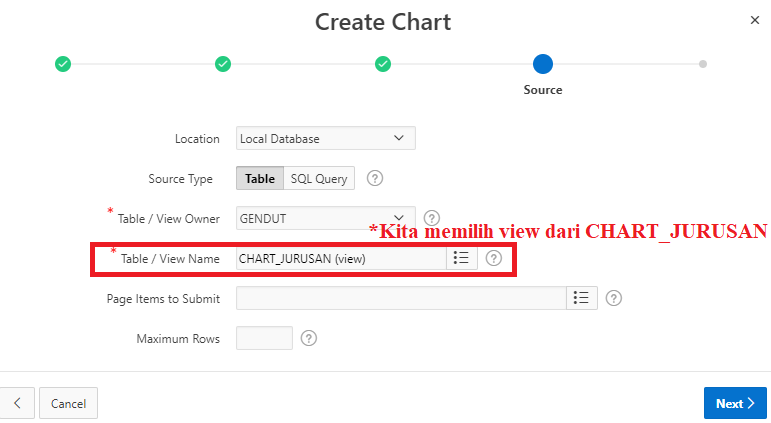 Create Chart
Source
Location Local Database
Source Type Table SQL Query
* Table / View Owner GENDUT
*Kita memilih view dari CHART_JURUSAN
* Table / View Name CHART_JURUSAN (view)
Page Items to Submit
Maximum Rows
Cancel Next